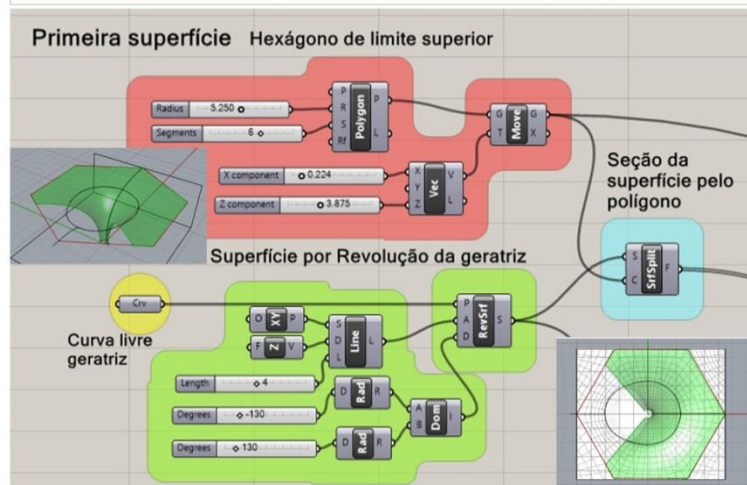 Primeira superfície
Hexágono de limite superior
Radius 5.250
Segments 6
P
R
S
Rf
Polygon
P
L
X component 0.224
Z component 3.875
X
Y
Z
Vec
V
L
G
T
Move
G
X
Seção da
superfície pelo
polígono
S
C
SrfSplit
F
Superfície por Revolução da geratriz
Crv
Curva livre
geratriz
O XY P
F Z V
Length 4
S
D
L
Line
L
Degrees -130
D Rad R
Degrees 130
D Rad R
A
B
Dom
I
P
A
D
RevSrf
S